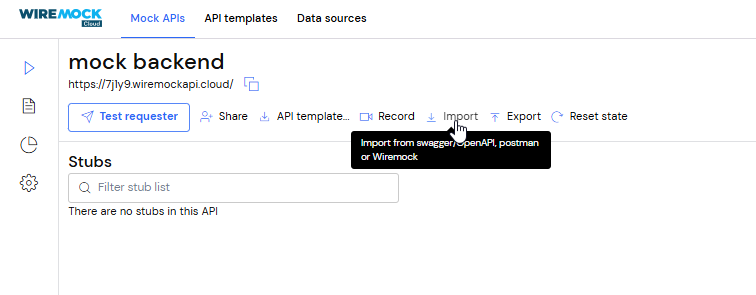 WIREMOCK
Cloud
Mock APIs API templates Data sources
mock backend
https://7j1y9.wiremockapi.cloud/
Test requester Share API template... Record Import Export Reset state
Import from swagger/OpenAPI, postman
or Wiremock
Stubs
Filter stub list
There are no stubs in this API